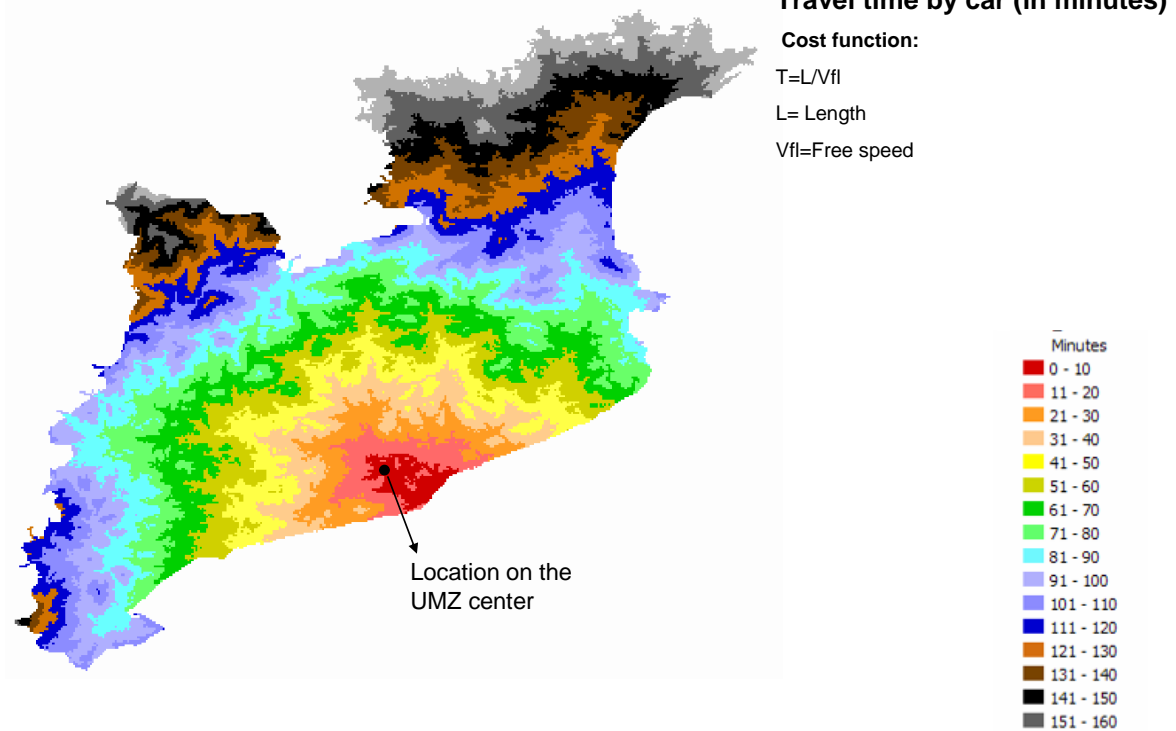 Travel time by car (in minutes)
Cost function:
T=L/Vfl
L= Length
Vfl=Free speed
Minutes
0 - 10
11 - 20
21 - 30
31 - 40
41 - 50
51 - 60
61 - 70
71 - 80
81 - 90
91 - 100
101 - 110
111 - 120
121 - 130
131 - 140
141 - 150
151 - 160
Location on the
UMZ center